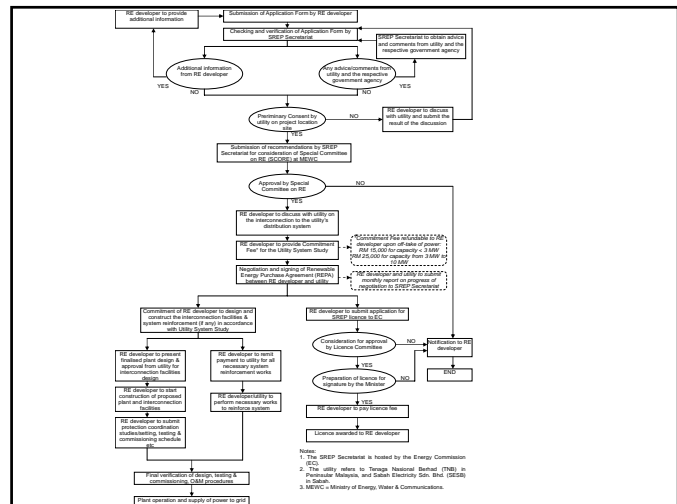 RE developer to provide
additional information
Submission of Application Form by RE developer
Checking and verification of Application Form by
SREP Secretariat
SREP Secretariat to obtain advice
and comments from utility and the
respective government agency
Additional information
from RE developer
Any advice/comments from
utility and the respective
government agency
YES
YES
NO
NO
Preriminary Consent by
utility on project location
site
NO
RE developer to discuss
with utility and submit the
result of the discussion
YES
Submission of recommendations by SREP
Secretariat for consideration of Special Committee
on RE (SCORE) at MEWC
Approval by Special
Committee on RE
NO
YES
RE developer to discuss with utility on
the interconnection to the utility's
distribution system
RE developer to provide Commitment
Fee* for the Utility System Study
*Commitment Fee refundable to RE
developer upon off-take of power:
RM 15,000 for capacity < 3 MW
RM 25,000 for capacity from 3 MW to
10 MW
Negotiation and signing of Renewable
Energy Purchase Agreement (REPA)
between RE developer and utility
RE developer and utility to submit
monthly report on progress of
negotiation to SREP Secretariat
Commitment of RE developer to design and
construct the interconnection facilities &
system reinforcement (if any) in accordance
with Utility System Study
RE developer to submit application for
SREP licence to EC
Consideration for approval
by Licence Committee
NO
Notification to RE
developer
YES
RE developer to present
finalised plant design &
approval from utility for
interconnection facilities
design
RE developer to remit
payment to utility for all
necessary system
reinforcement works
Preparation of licence for
signature by the Minister
NO
END
YES
RE developer to start
construction of proposed
plant and interconnection
facilities
RE developer/utility to
perform necessary works
to reinforce system
RE developer to pay licence fee
RE developer to submit
protection coordination
studies/setting, testing &
commissioning schedule
etc
Licence awarded to RE developer
Final verification of design, testing &
commissioning, O&M procedures
Plant operation and supply of power to grid
Notes:
1. The SREP Secretariat is hosted by the Energy Commission
(EC).
2. The utility refers to Tenaga Nasional Berhad (TNB) in
Peninsular Malaysia, and Sabah Electricity Sdn. Bhd. (SESB)
in Sabah.
3. MEWC = Ministry of Energy, Water & Communications.